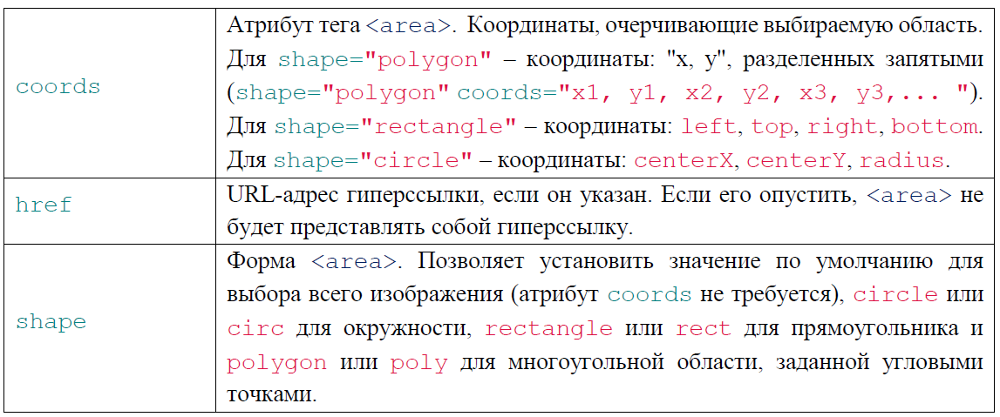 coords
Атрибут тега <area>. Координаты, очерчивающие выбираемую область.
Для shape="polygon" – координаты: "x, y", разделенных запятыми
(shape="polygon" coords="x1, y1, x2, y2, x3, y3,... ").
Для shape="rectangle" – координаты: left, top, right, bottom.
Для shape="circle" – координаты: centerX, centerY, radius.
href
URL-адрес гиперссылки, если он указан. Если его опустить, <area> не
будет представлять собой гиперссылку.
shape
Форма <area>. Позволяет установить значение по умолчанию для
выбора всего изображения (атрибут coords не требуется), circle или
circ для окружности, rectangle или rect для прямоугольника и
polygon или poly для многоугольной области, заданной угловыми
точками.